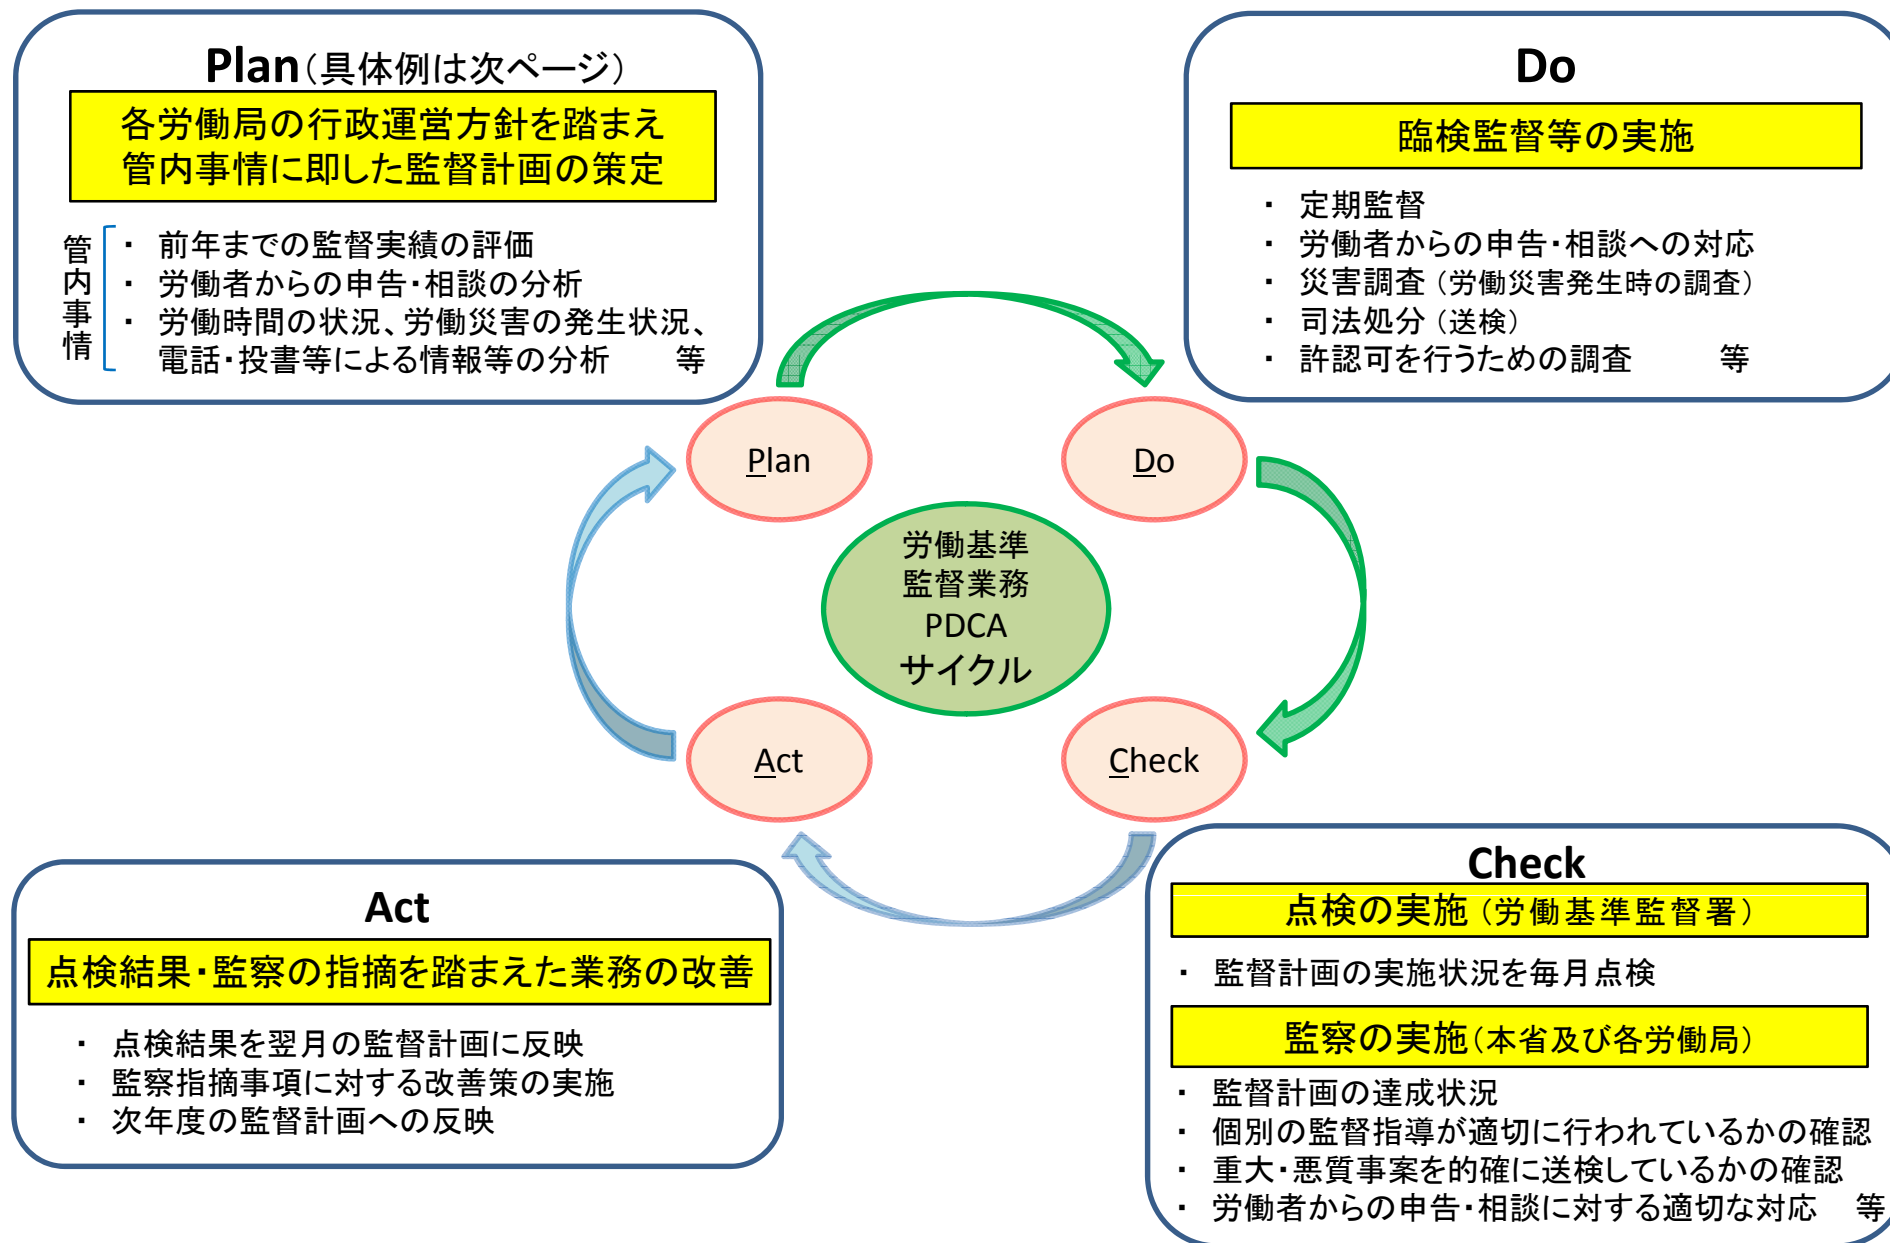 Plan（具体例は次ページ）
各労働局の行政運営方針を踏まえ
管内事情に即した監督計画の策定
管内事情
・ 前年までの監督実績の評価
・ 労働者からの申告・相談の分析
・ 労働時間の状況、労働災害の発生状況、
電話・投書等による情報等の分析　　等
Do
臨検監督等の実施
・ 定期監督
・ 労働者からの申告・相談への対応
・ 災害調査（労働災害発生時の調査）
・ 司法処分（送検）
・ 許認可を行うための調査　　等
Plan
Do
労働基準
監督業務
PDCA
サイクル
Act
Check
Act
点検結果・監察の指摘を踏まえた業務の改善
・ 点検結果を翌月の監督計画に反映
・ 監察指摘事項に対する改善策の実施
・ 次年度の監督計画への反映
Check
点検の実施（労働基準監督署）
・ 監督計画の実施状況を毎月点検
監察の実施（本省及び各労働局）
・ 監督計画の達成状況
・ 個別の監督指導が適切に行われているかの確認
・ 重大・悪質事案を的確に送検しているかの確認
・ 労働者からの申告・相談に対する適切な対応　等